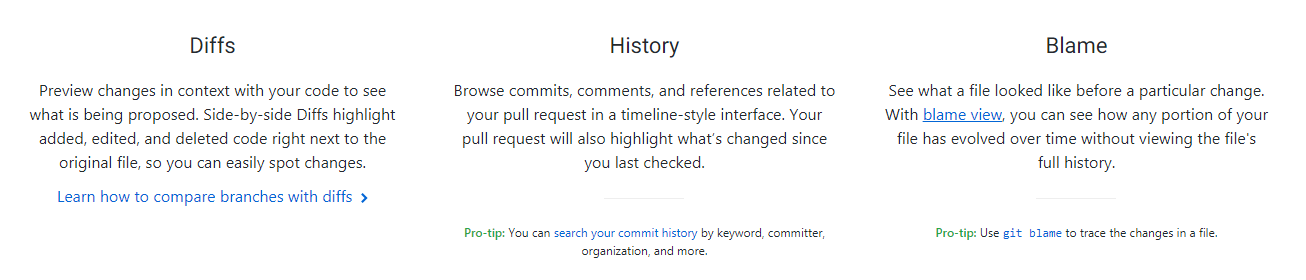 Diffs
Preview changes in context with your code to see
what is being proposed. Side-by-side Diffs highlight
added, edited, and deleted code right next to the
original file, so you can easily spot changes.
Learn how to compare branches with diffs
History
Browse commits, comments, and references related to
your pull request in a timeline-style interface. Your
pull request will also highlight what's changed since
you last checked.
Pro-tip: You can search your commit history by keyword, committer,
organization, and more.
Blame
See what a file looked like before a particular change.
With blame view, you can see how any portion of your
file has evolved over time without viewing the file's
full history.
Pro-tip: Use git blame to trace the changes in a file.